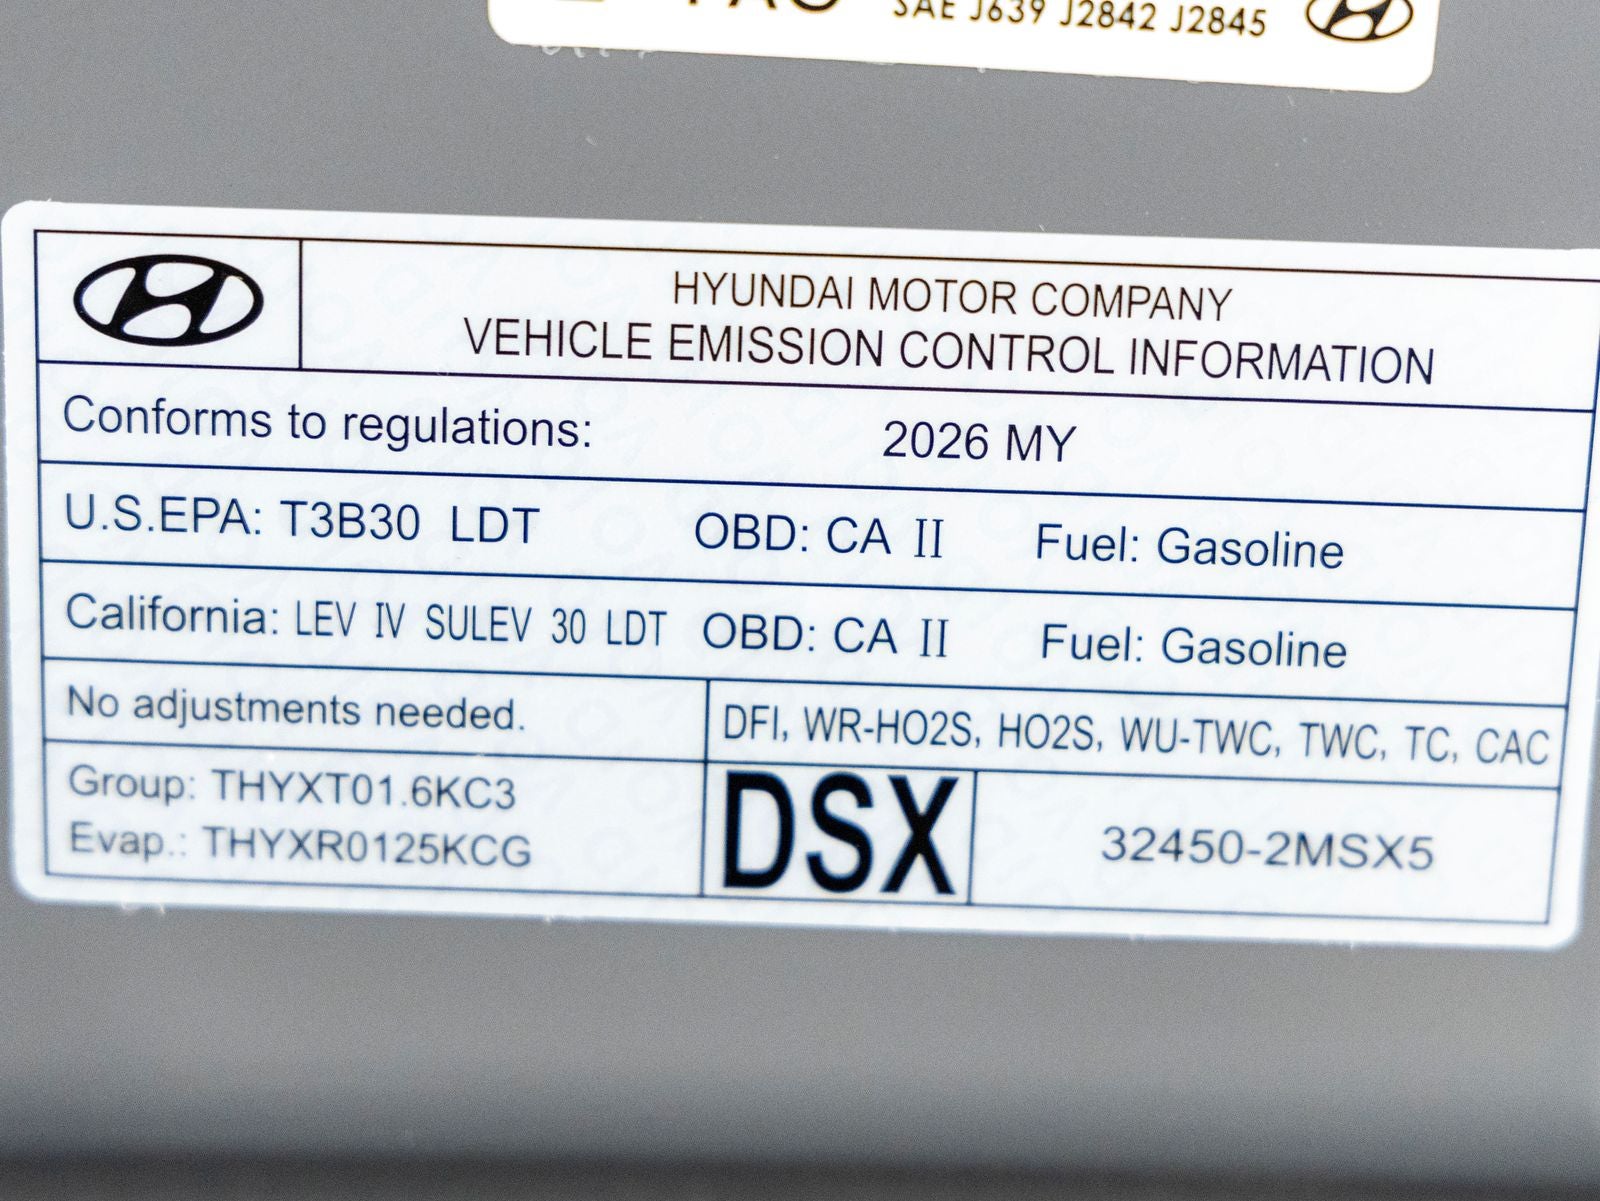 PAG SAE J639 J2842 J2845
HYUNDAI MOTOR COMPANY
VEHICLE EMISSION CONTROL INFORMATION
Conforms to regulations: 2026 MY
U.S.EPA: T3B30 LDT OBD: CA II Fuel: Gasoline
California: LEV IV SULEV 30 LDT OBD: CA II Fuel: Gasoline
No adjustments needed.
DFI, WR-HO2S, HO2S, WU-TWC, TWC, TC, CAC
Group: THYXT01.6KC3
Evap.: THYXR0125KCG
DSX
32450-2MSX5